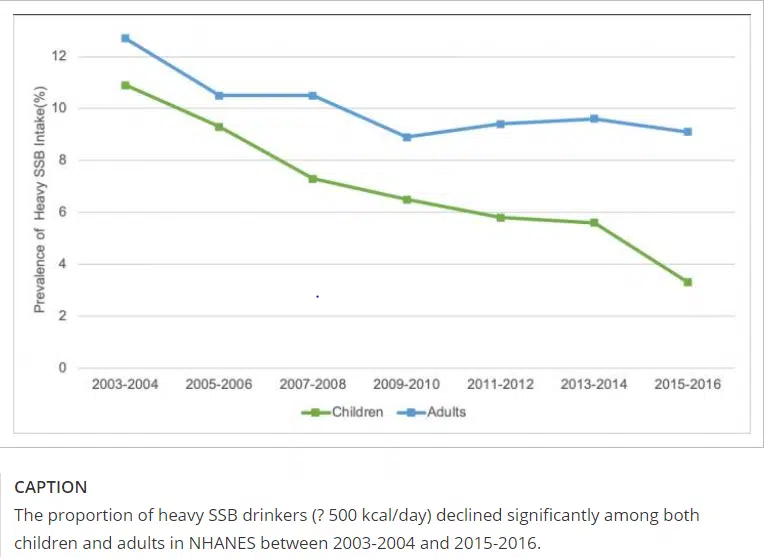 12
10
8
6
4
2
0
Prevalence of Heavy SSB Intake(%)
2003-2004 2005-2006 2007-2008 2009-2010 2011-2012 2013-2014 2015-2016
Children Adults
CAPTION
The proportion of heavy SSB drinkers (? 500 kcal/day) declined significantly among both
children and adults in NHANES between 2003-2004 and 2015-2016.